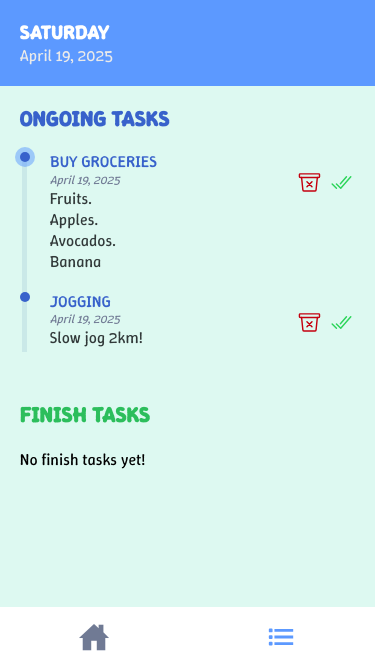 SATURDAY
April 19, 2025
ONGOING TASKS
BUY GROCERIES
April 19, 2025
Fruits.
Apples.
Avocados.
Banana
JOGGING
April 19, 2025
Slow jog 2km!
FINISH TASKS
No finish tasks yet!